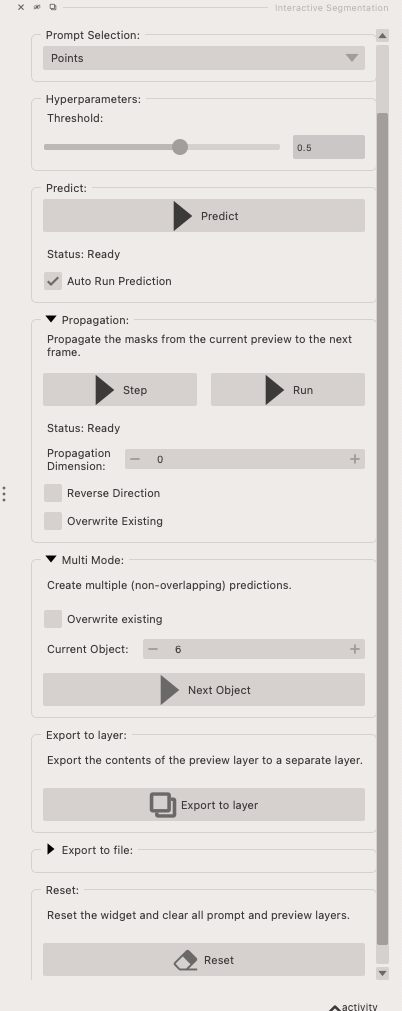 Interactive Segmentation
Prompt Selection:
Points
Hyperparameters:
Threshold:
0.5
Predict:
Predict
Status: Ready
Auto Run Prediction
Propagation:
Propagate the masks from the current preview to the next
frame.
Step Run
Status: Ready
Propagation
Dimension:
0
Reverse Direction
Overwrite Existing
Multi Mode:
Create multiple (non-overlapping) predictions.
Overwrite existing
Current Object: 6
Next Object
Export to layer:
Export the contents of the preview layer to a separate layer.
Export to layer
Export to file:
Reset:
Reset the widget and clear all prompt and preview layers.
Reset
activity